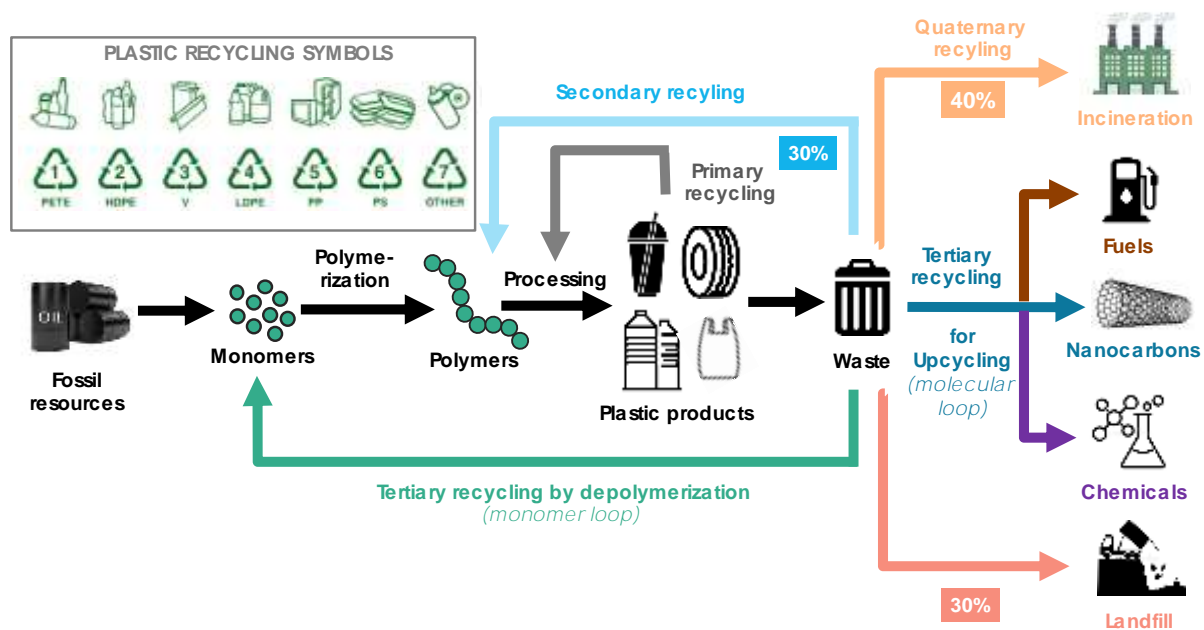 PLASTIC RECYCLING SYMBOLS
1
2
3
4
5
6
7
PETE
HDPE
V
LDPE
PP
PS
OTHER
Quaternary
recyling
40%
Incineration
Secondary recyling
30%
Primary
recycling
Fuels
OIL
Fossil
resources
Monomers
Polyme-
rization
Polymers
Processing
Plastic products
Waste
Tertiary
recycling
for
Upcycling
(molecular
loop)
Nanocarbons
Chemicals
Tertiary recycling by depolymerization
(monomer loop)
30%
Landfill